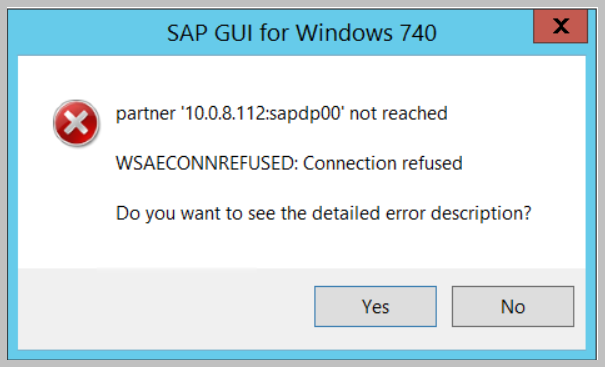 SAP GUI for Windows 740
X
partner '10.0.8.112:sapdp00' not reached
WSAECONNREFUSED: Connection refused
Do you want to see the detailed error description?
Yes No